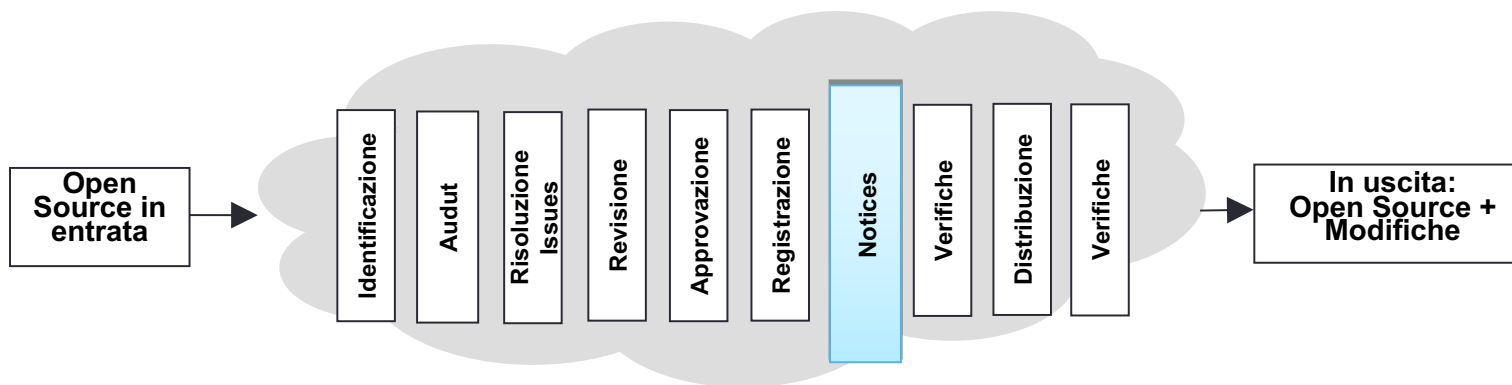 Open
Source in
entrata
Identificazione
Audut
Risoluzione
Issues
Revisione
Approvazione
Registrazione
Notices
Verifiche
Distribuzione
Verifiche
In uscita:
Open Source +
Modifiche